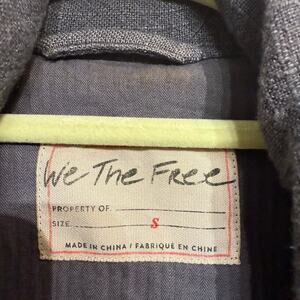 We The Free
PROPERTY OF:
SIZE S
MADE IN CHINA / FABRIQUÉ EN CHINE